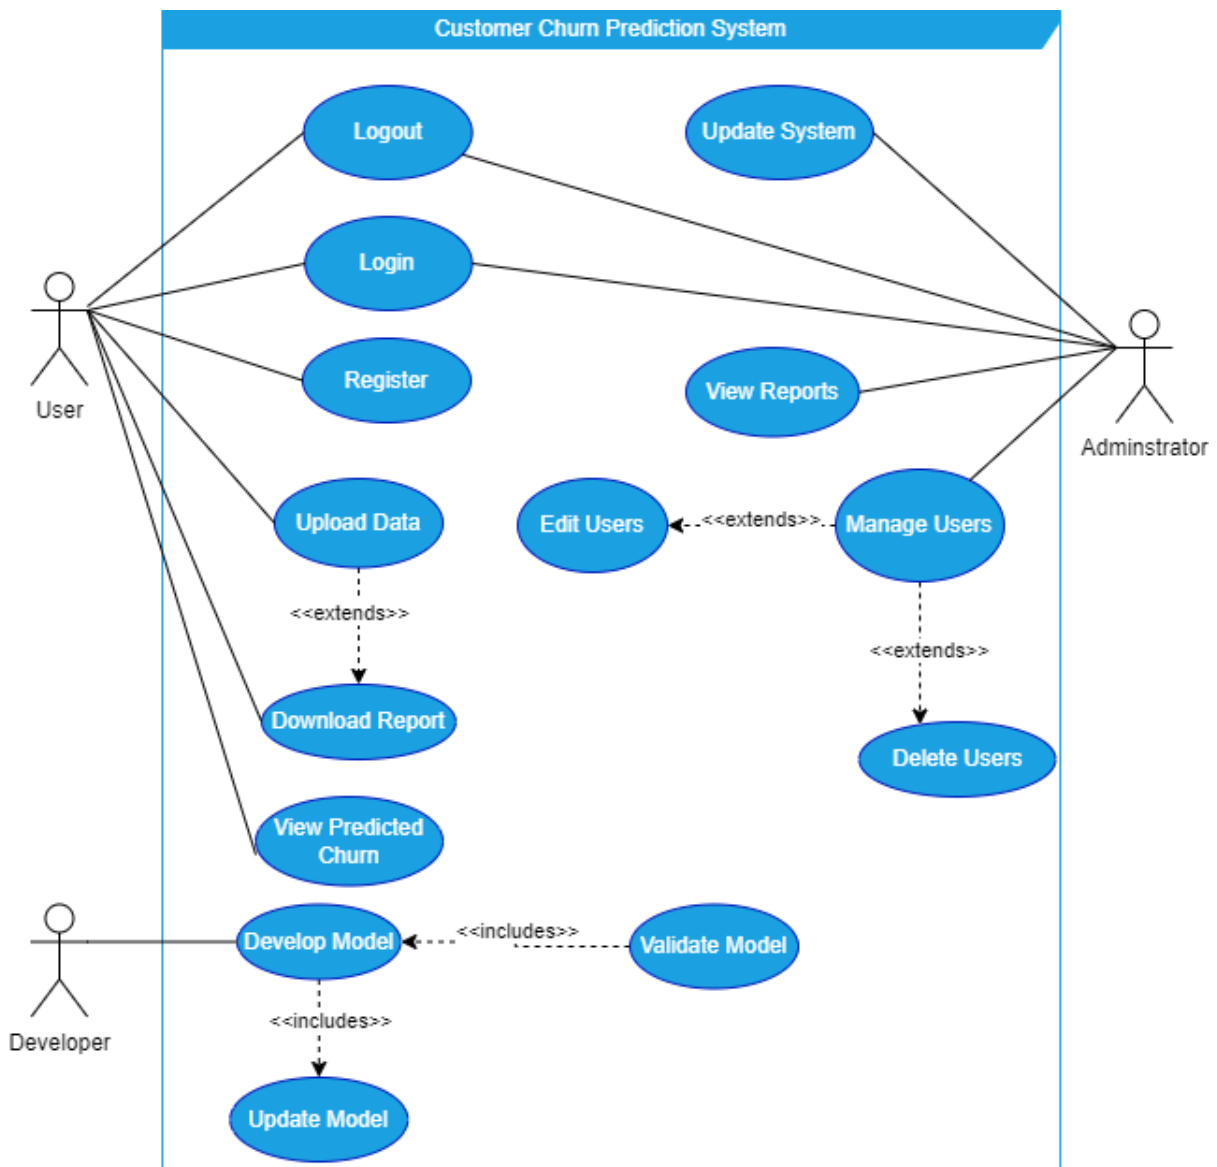 Customer Churn Prediction System
Logout
Update System
Login
Register
View Reports
User
Adminstrator
Upload Data
Edit Users
<<extends>>
Manage Users
<<extends>>
<<extends>>
Download Report
Delete Users
View Predicted
Churn
Develop Model
<<includes>>
Validate Model
<<includes>>
Developer
Update Model